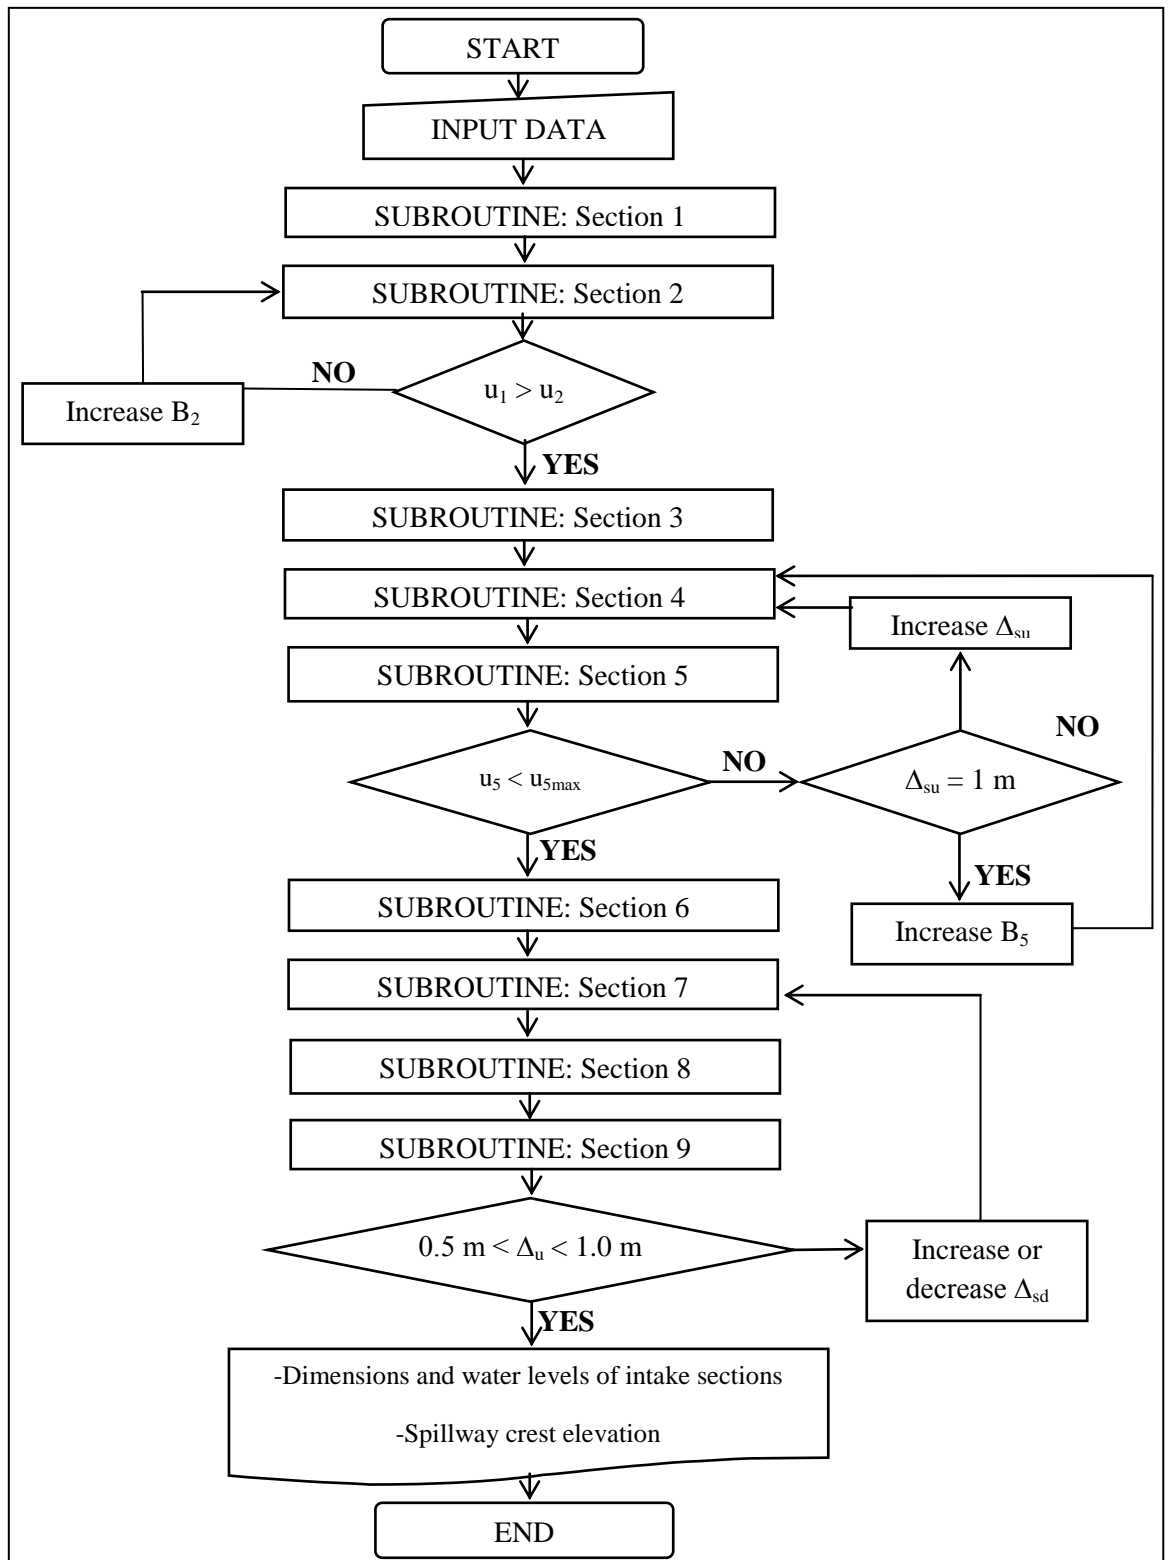 START
INPUT DATA
SUBROUTINE: Section 1
SUBROUTINE: Section 2
NO
u₁ > u₂
Increase B₂
YES
SUBROUTINE: Section 3
SUBROUTINE: Section 4
Increase Δsu
SUBROUTINE: Section 5
NO
NO
u₅ < u₅max
Δsu = 1 m
YES
YES
SUBROUTINE: Section 6
Increase B₅
SUBROUTINE: Section 7
SUBROUTINE: Section 8
SUBROUTINE: Section 9
0.5 m < Δu < 1.0 m
Increase or
decrease Δsd
YES
-Dimensions and water levels of intake sections
-Spillway crest elevation
END